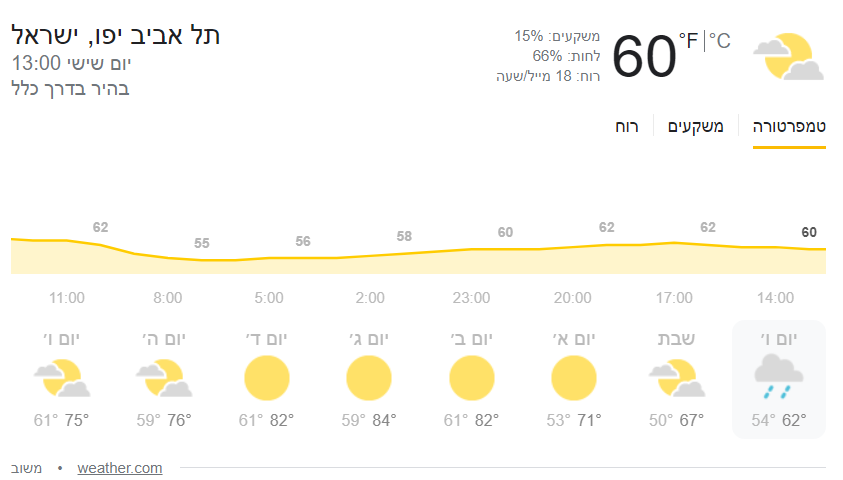 תל אביב יפו, ישראל
יום שישי 13:00
בהיר בדרך כלל
60 °F | °C
משקעים: 15%
לחות: 66%
רוח: 18 מייל/שעה
טמפרטורה | משקעים | רוח
60 62 62 60 58 56 55 62
14:00 17:00 20:00 23:00 2:00 5:00 8:00 11:00
יום ו׳ שבת יום א׳ יום ב׳ יום ג׳ יום ד׳ יום ה׳ יום ו׳
62° 54° 67° 50° 71° 53° 82° 61° 84° 59° 82° 61° 76° 59° 75° 61°
weather.com • משוב